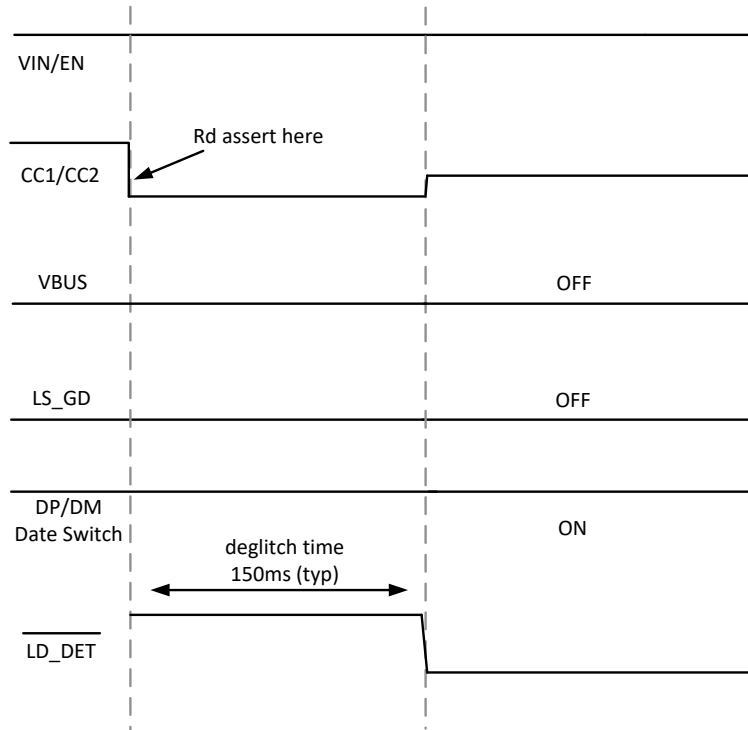 VIN/EN
Rd assert here
CC1/CC2
VBUS
OFF
LS_GD
OFF
DP/DM
Date Switch
ON
deglitch time
150ms (typ)
LD_DET